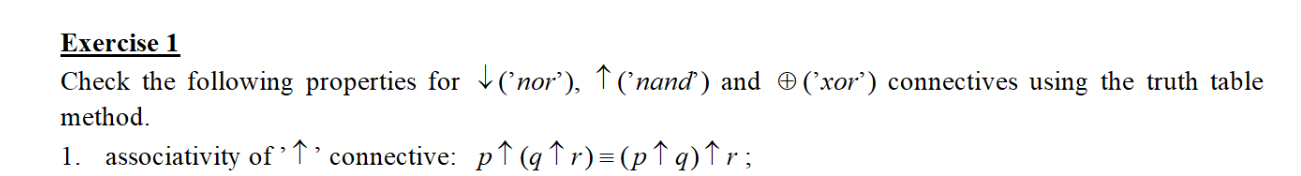 Exercise 1
Check the following properties for ↓('nor'), ↑('nand') and ⊕('xor') connectives using the truth table
method.
1. associativity of '↑' connective: p↑(q↑r)≡(p↑q)↑r;